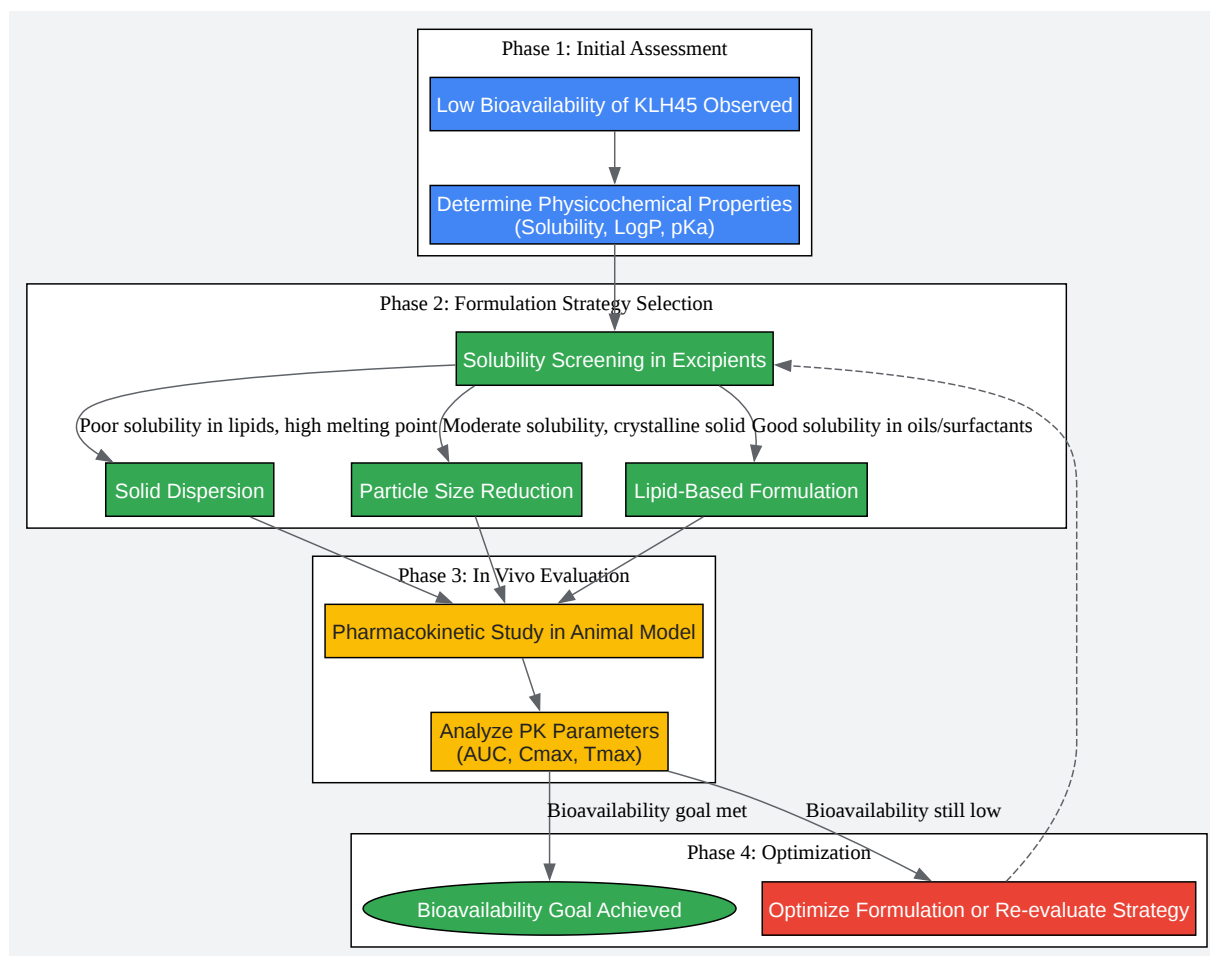 Phase 1: Initial Assessment
Low Bioavailability of KLH45 Observed
Determine Physicochemical Properties
(Solubility, LogP, pKa)
Phase 2: Formulation Strategy Selection
Solubility Screening in Excipients
Poor solubility in lipids, high melting point
Moderate solubility, crystalline solid
Good solubility in oils/surfactants
Solid Dispersion
Particle Size Reduction
Lipid-Based Formulation
Phase 3: In Vivo Evaluation
Pharmacokinetic Study in Animal Model
Analyze PK Parameters
(AUC, Cmax, Tmax)
Bioavailability goal met
Bioavailability still low
Phase 4: Optimization
Bioavailability Goal Achieved
Optimize Formulation or Re-evaluate Strategy